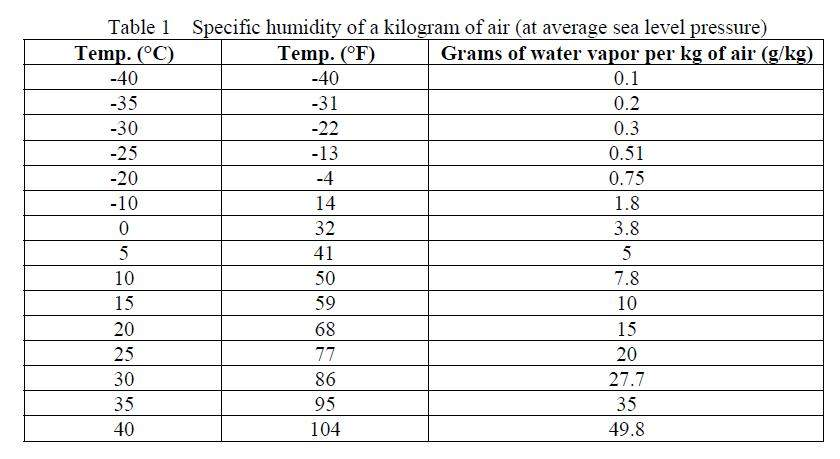 Table 1 Specific humidity of a kilogram of air (at average sea level pressure)
Temp. (°C) Temp. (°F) Grams of water vapor per kg of air (g/kg)
-40 -40 0.1
-35 -31 0.2
-30 -22 0.3
-25 -13 0.51
-20 -4 0.75
-10 14 1.8
0 32 3.8
5 41 5
10 50 7.8
15 59 10
20 68 15
25 77 20
30 86 27.7
35 95 35
40 104 49.8